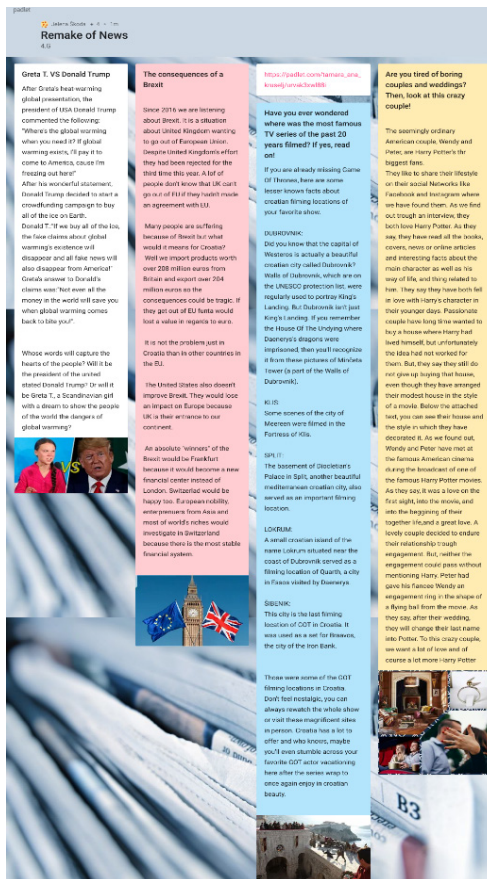 padlet
Jelena Skoda • 4 • 1m
Remake of News
4.G
Greta T. VS Donald Trump
After Greta's heat-warming
global presentation, the
president of USA Donald Trump
commented the following:
"Where's the global warming
when you need it? If global
warming exists, I'll pay it to
come to America, cause I'm
freezing out here!"
After his wonderful statement,
Donald Trump decided to start a
crowdfunding campaign to buy
all of the ice on Earth.
Donald T."If we buy all of the ice,
the fake claims about global
warming's existence will
disappear and all fake news will
also disappear from America!"
Greta's answer to Donald's
claims was:"Not even all the
money in the world will save you
when global warming comes
back to bite you!".
Whose words will capture the
hearts of the people? Will it be
the president of the united
stated Donald Trump? Or will it
be Greta T., a Scandinavian girl
with a dream to show the people
of the world the dangers of
global warming?
VS
The consequences of a
Brexit
Since 2016 we are listening
about Brexit. It is a situation
about United Kingdom wanting
to go out of European Union.
Despite United Kingdom's effort
they had been rejected for the
third time this year. A lot of
people don't know that UK can't
go out of EU if they hadn't made
an agreement with EU.
Many people are suffering
because of Brexit but what
would it means for Croatia?
Well we import products worth
over 208 million euros from
Britain and export over 204
million euros so the
consequences could be tragic. If
they got out of EU funta would
lost a value in regards to euro.
It is not the problem just in
Croatia than in other countries in
the EU.
The United States also doesn't
improve Brexit. They would lose
an impact on Europe because
UK is their entrance to our
continent.
An absolute "winners" of the
Brexit would be Frankfurt
because it would become a new
financial center instead of
London. Switzerlad would be
happy too. European nobility,
enterprenuers from Asia and
most of world's riches would
investigate in Switzerland
because there is the most stable
financial system.
Have you ever wondered
where was the most famous
TV series of the past 20
years filmed? If yes, read
on!
If you are already missing Game
Of Thrones, here are some
lesser knows facts about
croatian filming locations of
your favorite show.
DUBROVNIK:
Did you know that the capital of
Westeros is actually a beautiful
croatian city called Dubrovnik?
Walls of Dubrovnik, which are on
the UNESCO protection list, were
regularly used to portray King's
Landing. But Dubrovnik isn't just
King's Landing. If you remember
the House Of The Undying where
Daenerys's dragons were
imprisoned, then you'll recognize
it from these pictures of Minčeta
Tower (a part of the Walls of
Dubrovnik).
KLIS
Some scenes of the city of
Meereen were filmed in the
Fortress of Klis.
SPLIT:
The basement of Diocletian's
Palace in Split, another beautiful
mediterranean croatian city, also
served as an important filming
location.
LOKRUM:
A small croatian island of the
name Lokrum situated near the
coast of Dubrovnik served as a
filming location of Quarth, a city
in Essos visited by Daenerys.
ŠIBENIK:
This city is the last filming
location of GOT in Croatia. It
was used as a set for Braavos,
the city of the Iron Bank.
Those were some of the GOT
filming locations in Croatia.
Don't feel nostalgic, you can
always rewatch the whole show
or visit these magnificent sites
in person. Croatia has a lot to
offer and who knows, maybe
you'll even stumble across your
favorite GOT actor vacationing
here after the series wrap to
once again enjoy in croatian
beauty.
Are you tired of boring
couples and weddings?
Then, look at this crazy
couple!
The seemingly ordinary
American couple, Wendy and
Peter, are Harry Potter's thr
biggest fans.
They like to share their lifestyle
on their social Networks like
Facebook and Instagram where
we have found them. As we find
out trough an interview, they
both love Harry Potter. As they
say, they have read all the books,
covers, news or online articles
and interesting facts about the
main character as well as his
way of life, and thing related to
him. They say they have both fell
in love with Harry's character in
their younger days. Passionate
couple have long time wanted to
buy a house where Harry had
lived himself, but unfortunately
the idea had not worked for
them. But, they say they still do
not give up buying that house,
even though they have arranged
their modest house in the style
of a movie. Below the attached
text, you can see their house and
the style in which they have
decorated it. As we found out,
Wendy and Peter have met at
the famous American cinema
during the broadcast of one of
the famous Harry Potter movies.
As they say, it was a love on the
first sight, into the movie, and
into the beggining of their
together life,and a great love. A
lovely couple decided to endure
their relationship trough
engagement. But, neither the
engagement could pass without
mentioning Harry. Peter had
gave his fiancee Wendy an
engagement ring in the shape of
a flying ball from the movie. As
they say, after their wedding,
they will change their last name
into Potter. To this crazy couple,
we want a lot of love and of
course a lot more Harry Potter
B3